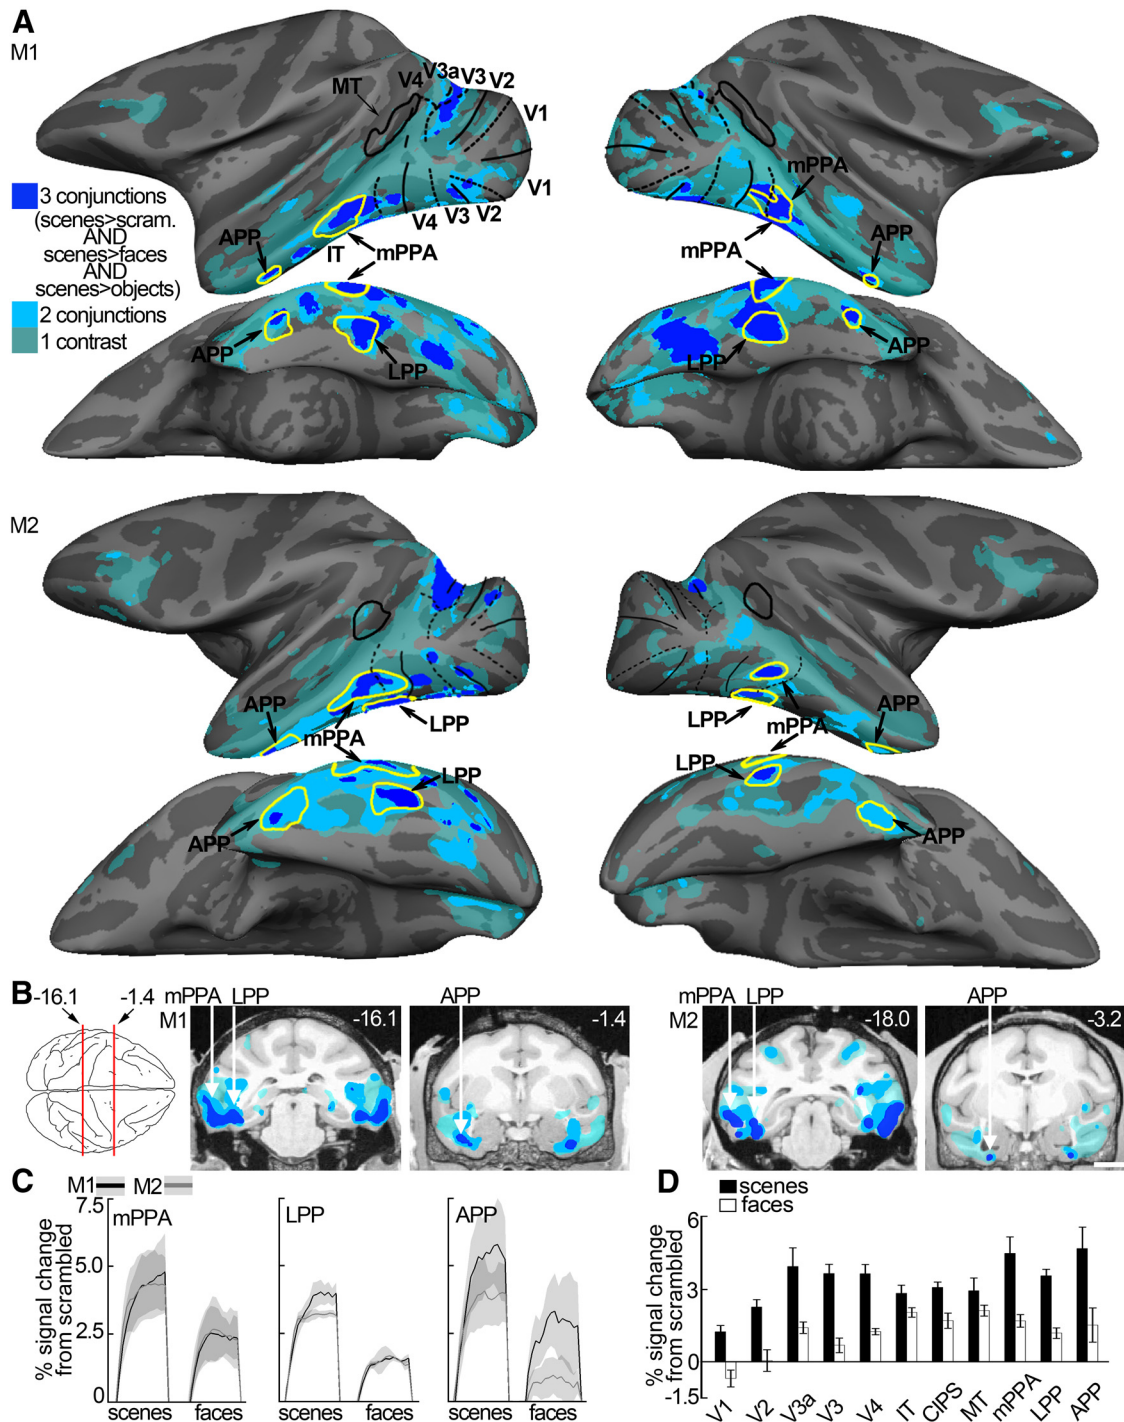 A
M1
MT
V4
V3a
V3
V2
V1
V1
V2
V3
V4
3 conjunctions
(scenes>scram.
AND
scenes>faces
AND
scenes>objects)
2 conjunctions
1 contrast
APP
IT
mPPA
mPPA
mPPA
APP
APP
LPP
LPP
APP
M2
APP
LPP
mPPA
LPP
APP
LPP
mPPA
APP
LPP
APP
B
-16.1
-1.4
mPPA
LPP
M1
-16.1
APP
-1.4
mPPA
LPP
M2
-18.0
APP
-3.2
C
M1
M2
% signal change
from scrambled
7.5
5.0
2.5
0
mPPA
LPP
APP
scenes
faces
scenes
faces
scenes
faces
D
scenes
faces
% signal change
from scrambled
6
3
0
-1.5
V1
V2
V3a
V3
V4
IT
CIPS
MT
mPPA
LPP
APP